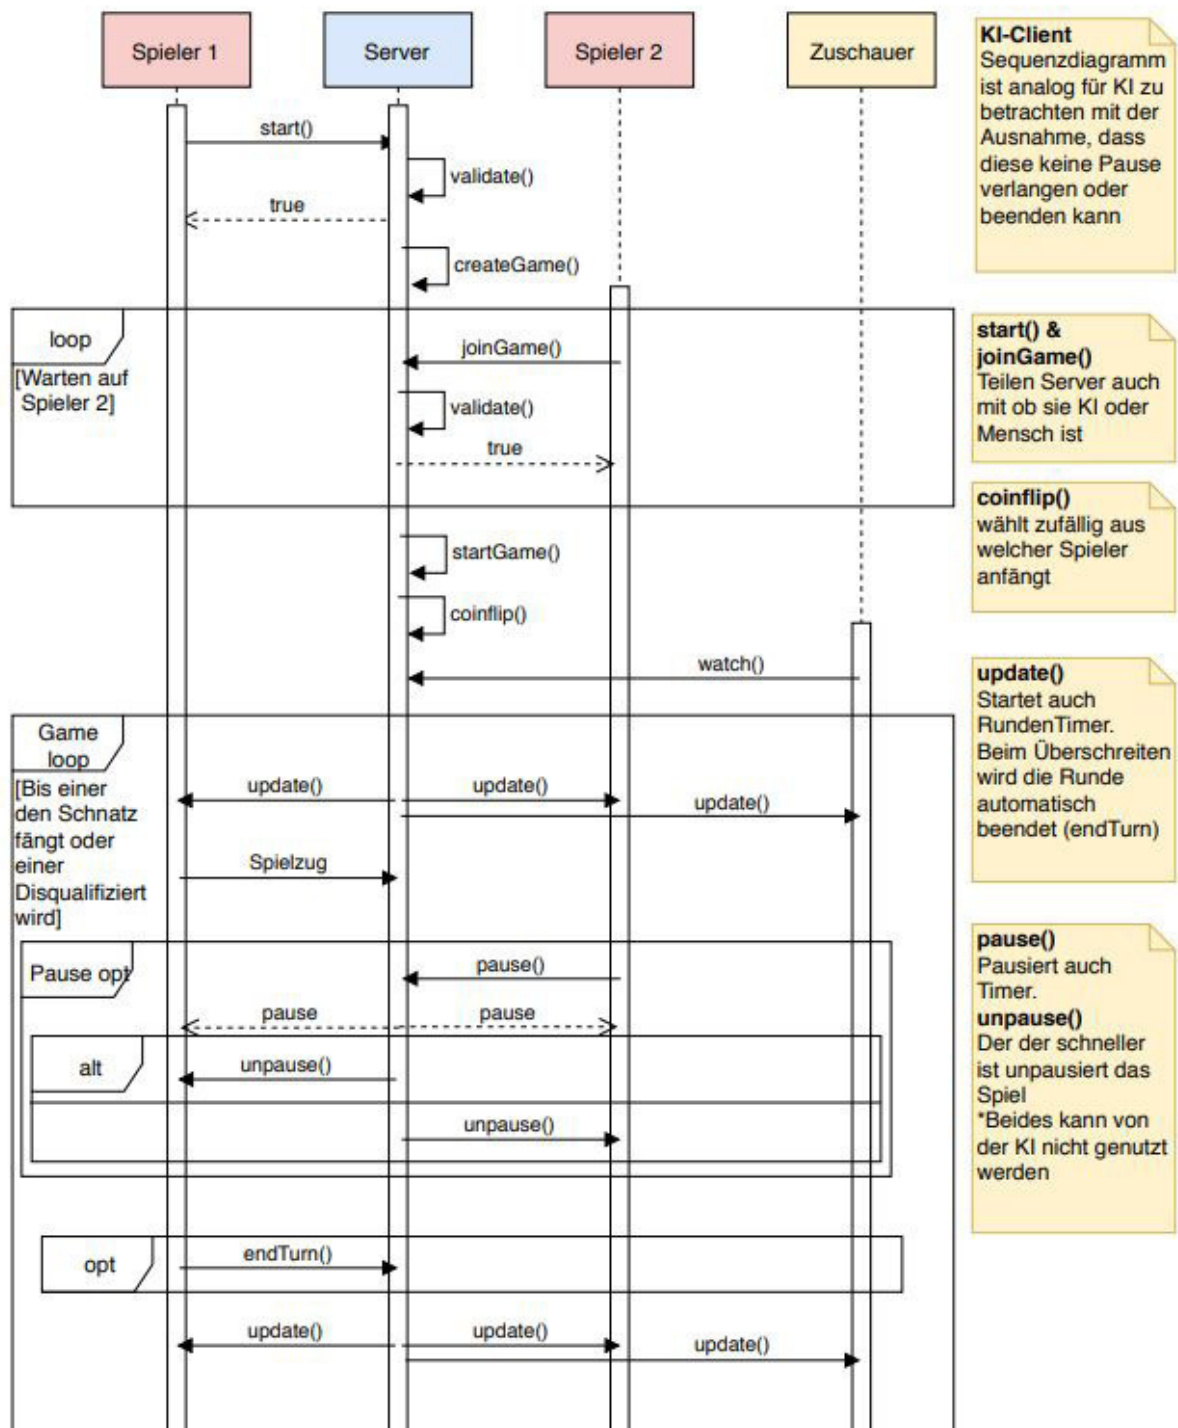 Spieler 1
Server
Spieler 2
Zuschauer
KI-Client
Sequenzdiagramm
ist analog für KI zu
betrachten mit der
Ausnahme, dass
diese keine Pause
verlangen oder
beenden kann
start()
validate()
true
createGame()
loop
[Warten auf
Spieler 2]
joinGame()
validate()
true
start() &
joinGame()
Teilen Server auch
mit ob sie KI oder
Mensch ist
coinflip()
wählt zufällig aus
welcher Spieler
anfängt
startGame()
coinflip()
watch()
update()
Startet auch
RundenTimer.
Beim Überschreiten
wird die Runde
automatisch
beendet (endTurn)
Game
loop
[Bis einer
den Schnatz
fängt oder
einer
Disqualifiziert
wird]
update()
update()
update()
Spielzug
Pause opt
pause()
pause
pause
alt
unpause()
unpause()
pause()
Pausiert auch
Timer.
unpause()
Der der schneller
ist unpausiert das
Spiel
*Beides kann von
der KI nicht genutzt
werden
opt
endTurn()
update()
update()
update()